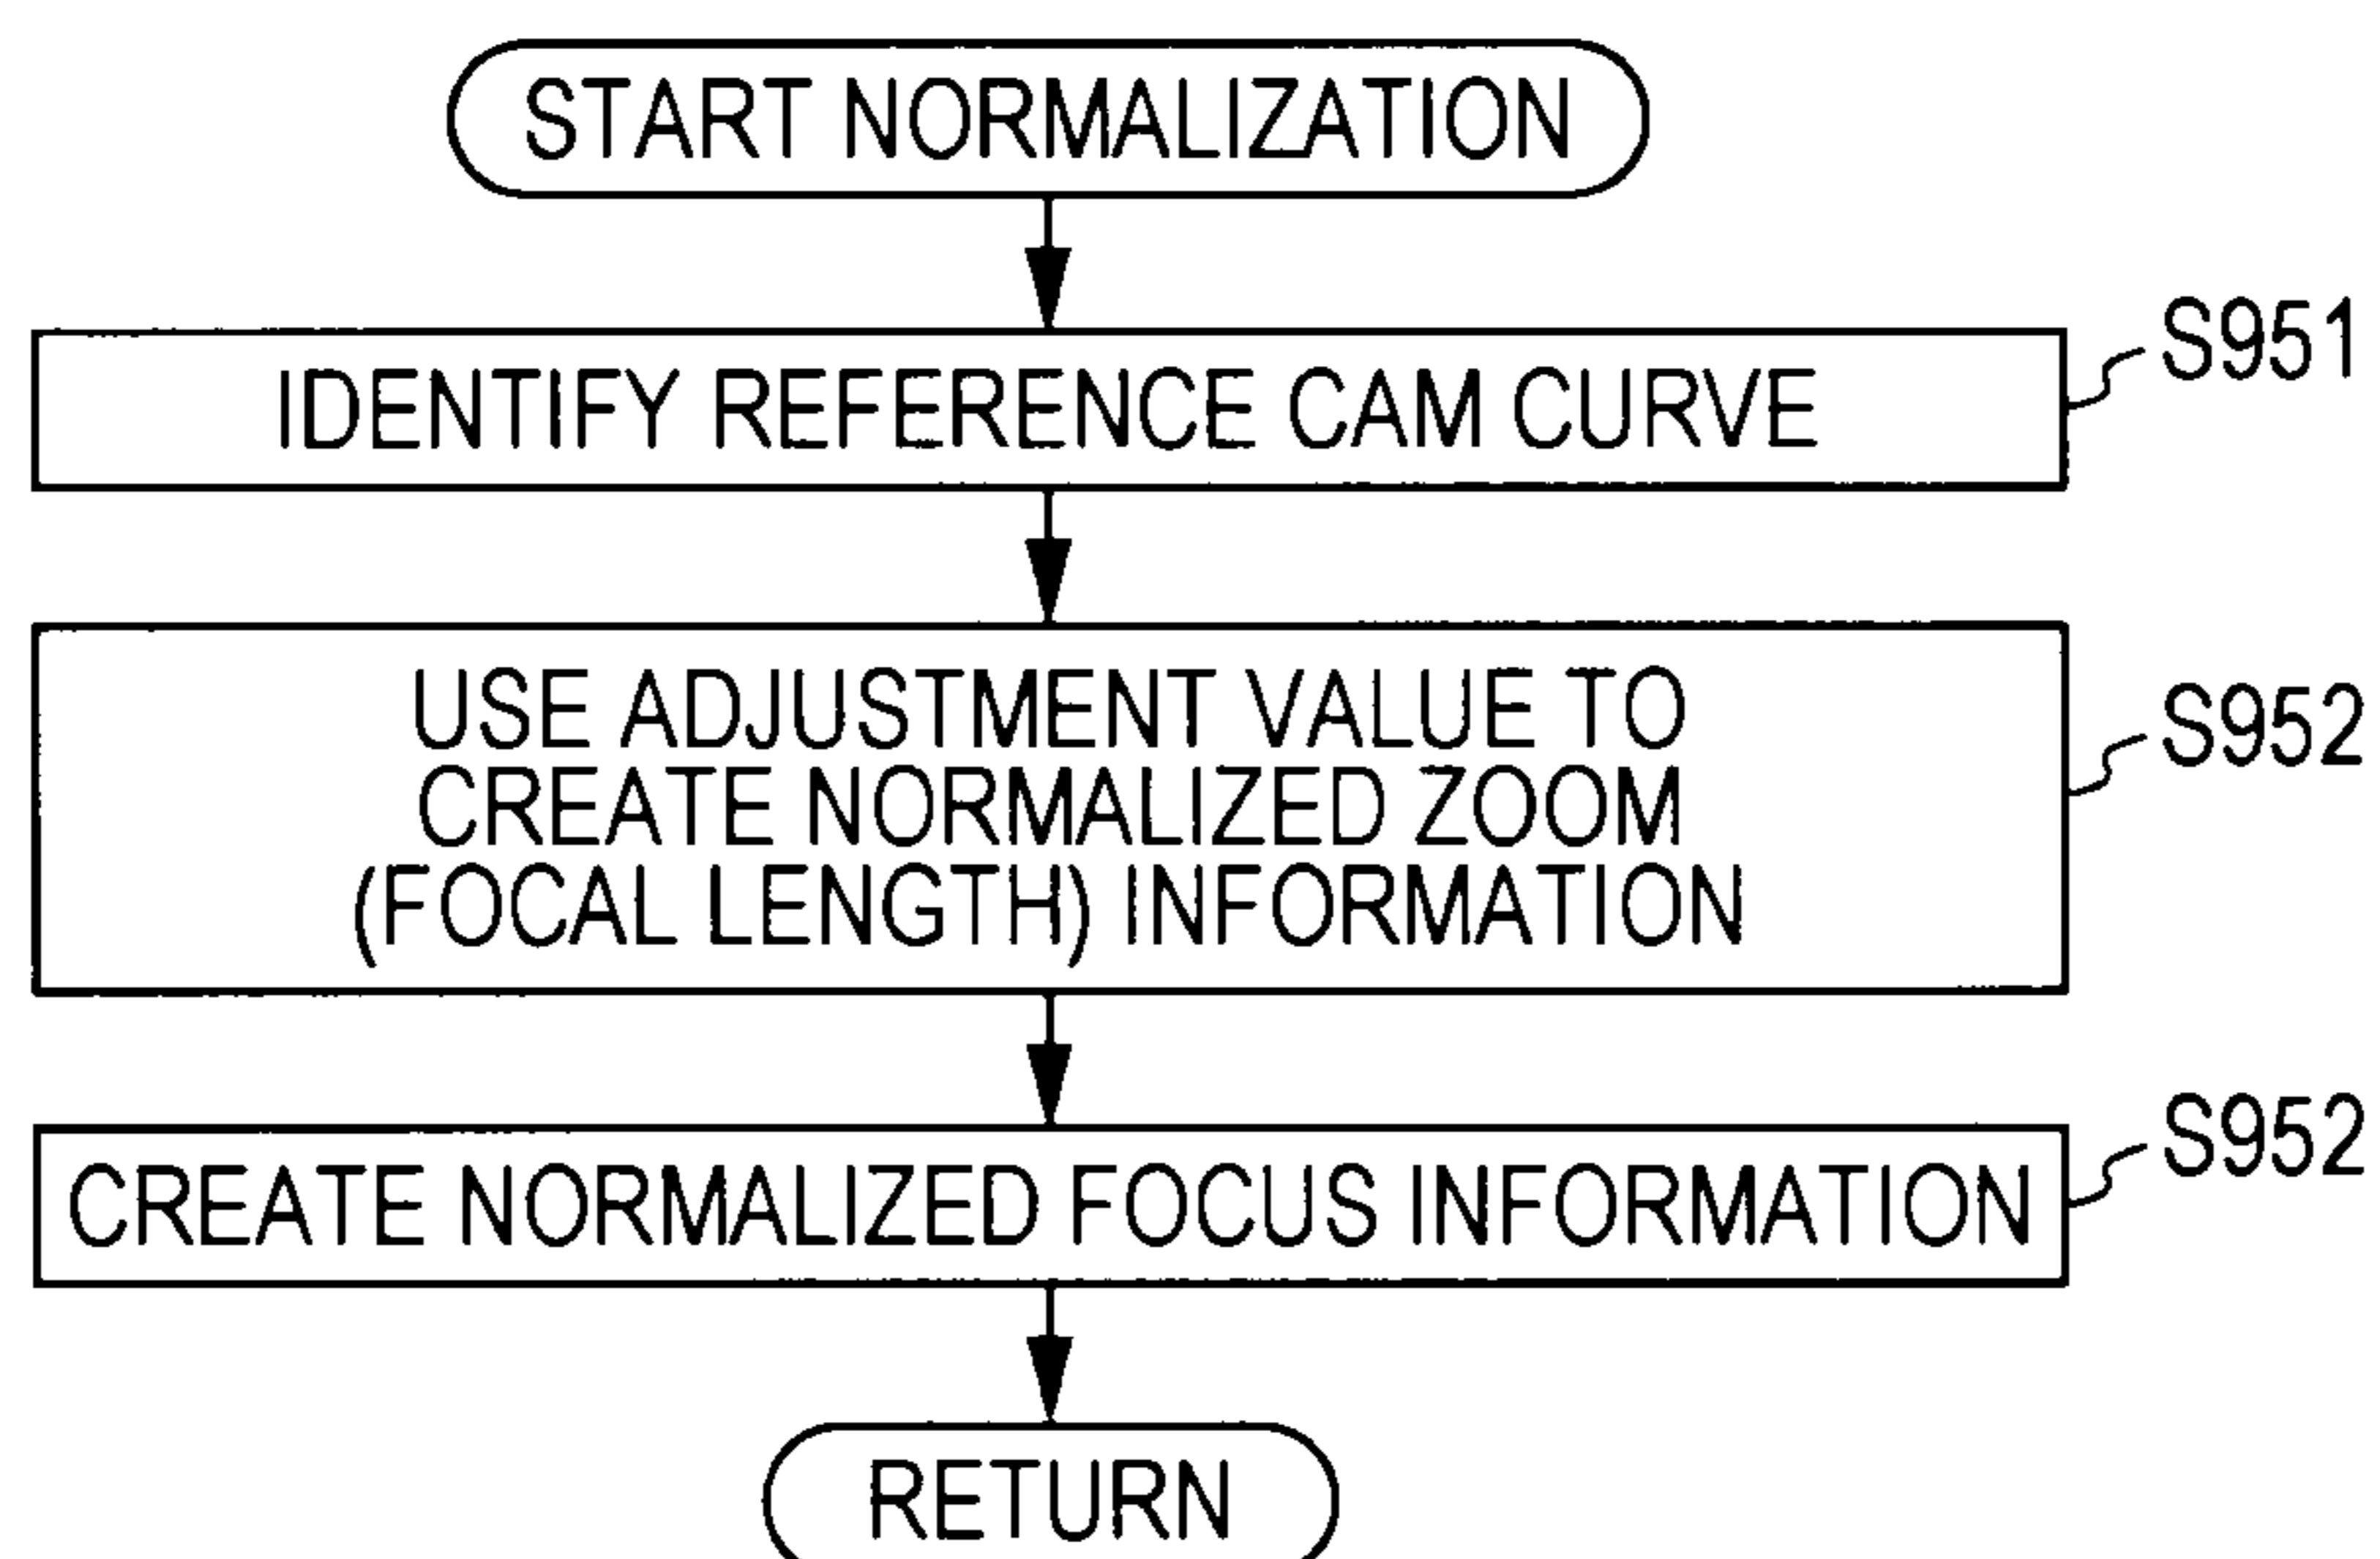 START NORMALIZATION
S951
IDENTIFY REFERENCE CAM CURVE
S952
USE ADJUSTMENT VALUE TO
CREATE NORMALIZED ZOOM
(FOCAL LENGTH) INFORMATION
S952
CREATE NORMALIZED FOCUS INFORMATION
RETURN